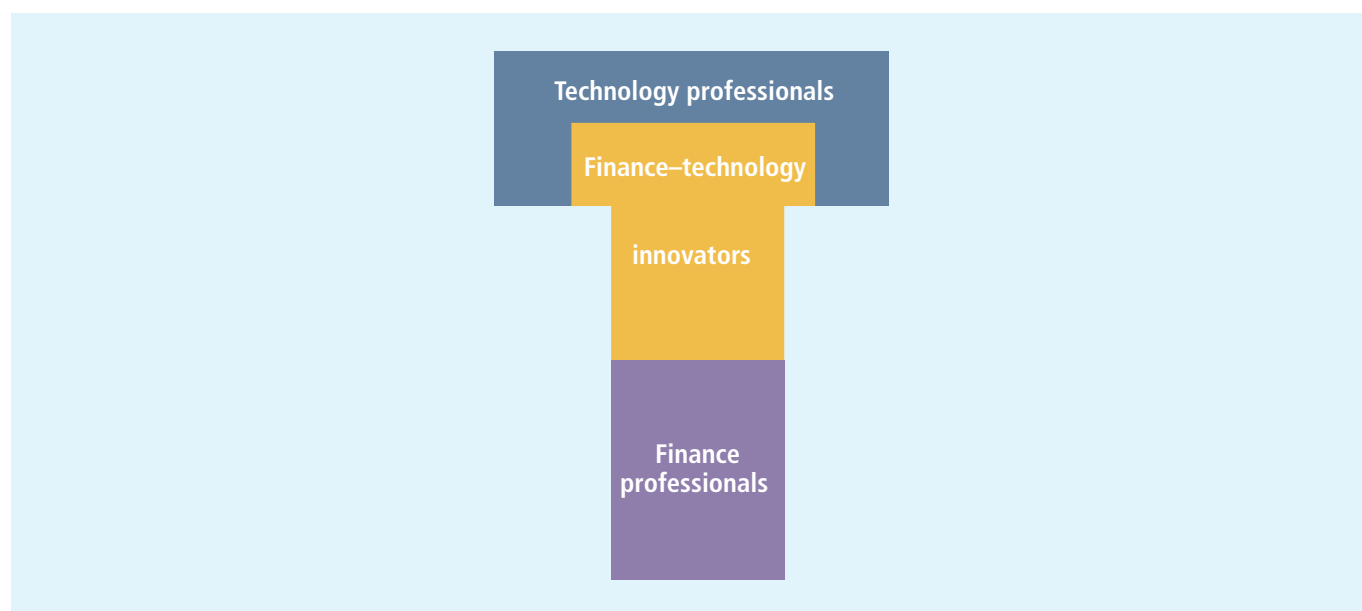 Technology professionals
Finance–technology
innovators
Finance
professionals